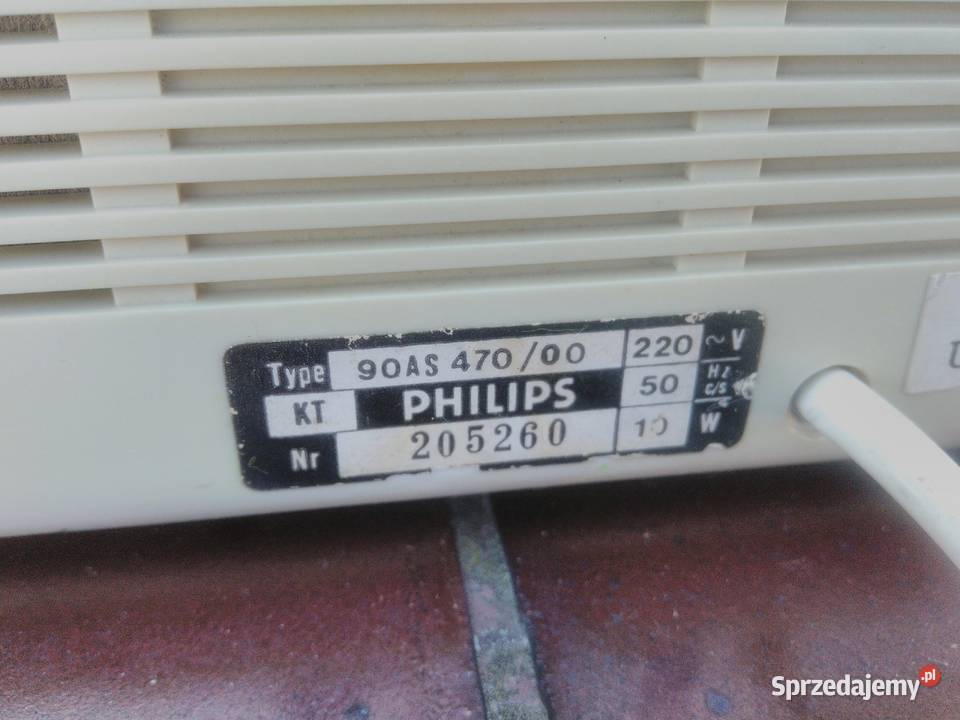 Type 90AS 470/00 220 ~ V
KT PHILIPS 50 Hz c/s
Nr 205260 10 W
Sprzedajemy.pl